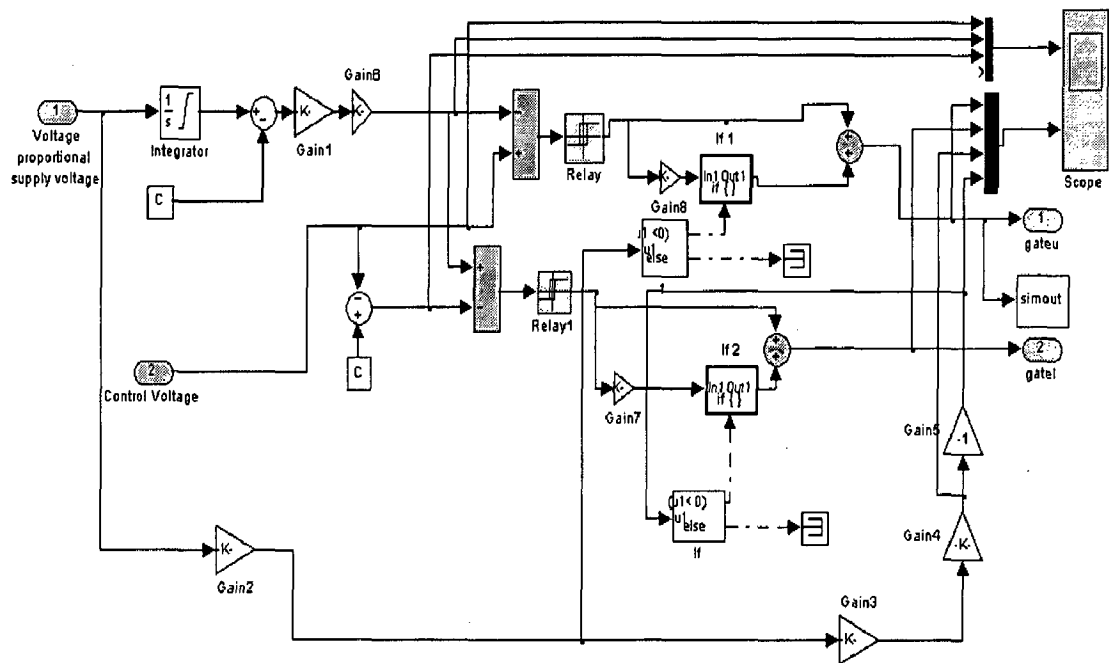 1
Voltage
proportional
supply voltage
1
s
Integrator
C
K-
Gain1
Gain6
K-
Relay
Relay1
K-
Gain8
If 1
In1 Out1
if { }
u1 <0)
u1
else
Scope
1
gateu
simout
2
gatel
2
Control Voltage
C
K-
Gain7
If 2
In1 Out1
if { }
(u1< 0)
u1
else
If
Gain5
-1
Gain4
-K-
K-
Gain2
Gain3
K-